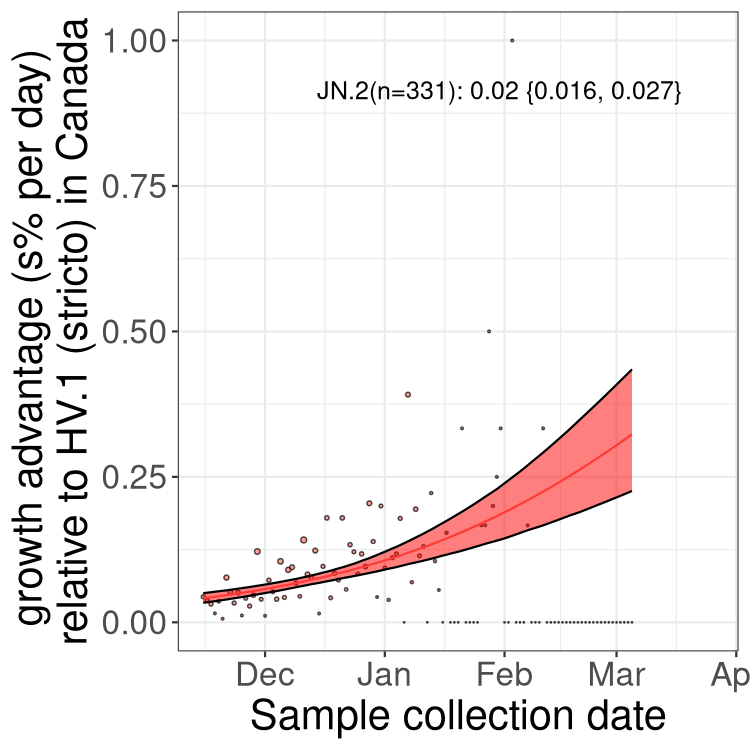 growth advantage (s% per day)
relative to HV.1 (stricto) in Canada
1.00
0.75
0.50
0.25
0.00
JN.2(n=331): 0.02 {0.016, 0.027}
Dec Jan Feb Mar Ap
Sample collection date